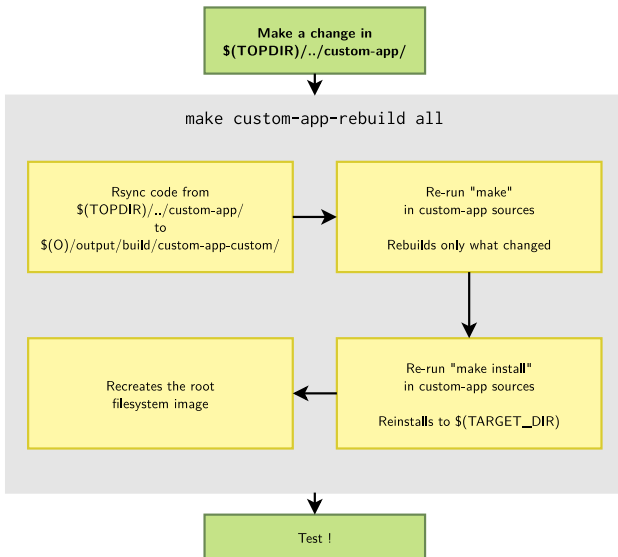 Make a change in
$(TOPDIR)/../custom-app/
make custom-app-rebuild all
Rsync code from
$(TOPDIR)/../custom-app/
to
$(O)/output/build/custom-app-custom/
Re-run "make"
in custom-app sources
Rebuilds only what changed
Re-run "make install"
in custom-app sources
Reinstalls to $(TARGET_DIR)
Recreates the root
filesystem image
Test !